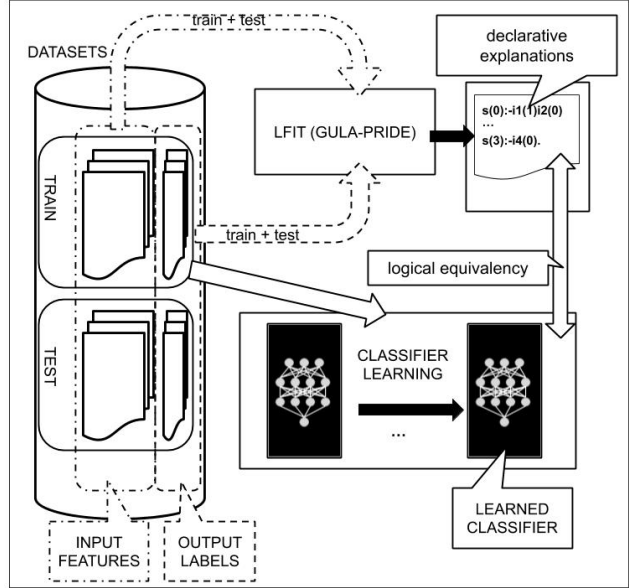 train + test
DATASETS
declarative
explanations
LFIT (GULA-PRIDE)
s(0):-i1(1)i2(0)
...
s(3):-i4(0).
TRAIN
train + test
logical equivalency
TEST
CLASSIFIER
LEARNING
...
LEARNED
CLASSIFIER
INPUT
FEATURES
OUTPUT
LABELS